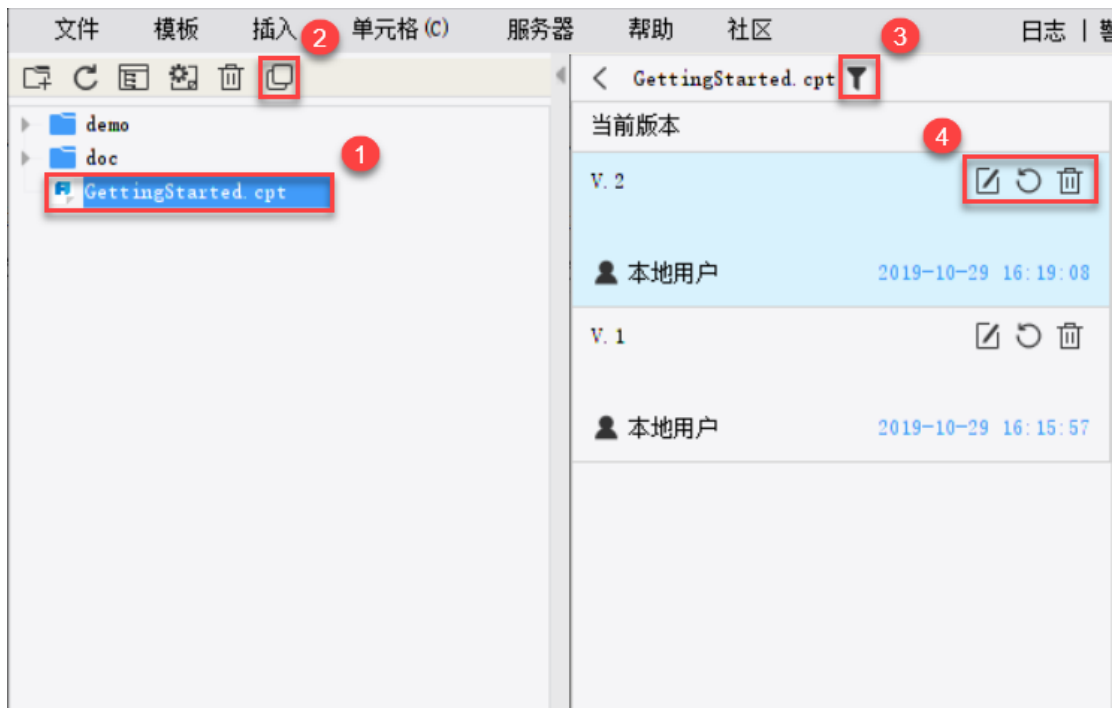 文件 模板 插入 单元格(C) 服务器 帮助 社区 日志 |
2
3
GettingStarted.cpt
demo
doc
1
GettingStarted.cpt
当前版本
4
V.2
本地用户 2019-10-29 16:19:08
V.1
本地用户 2019-10-29 16:15:57